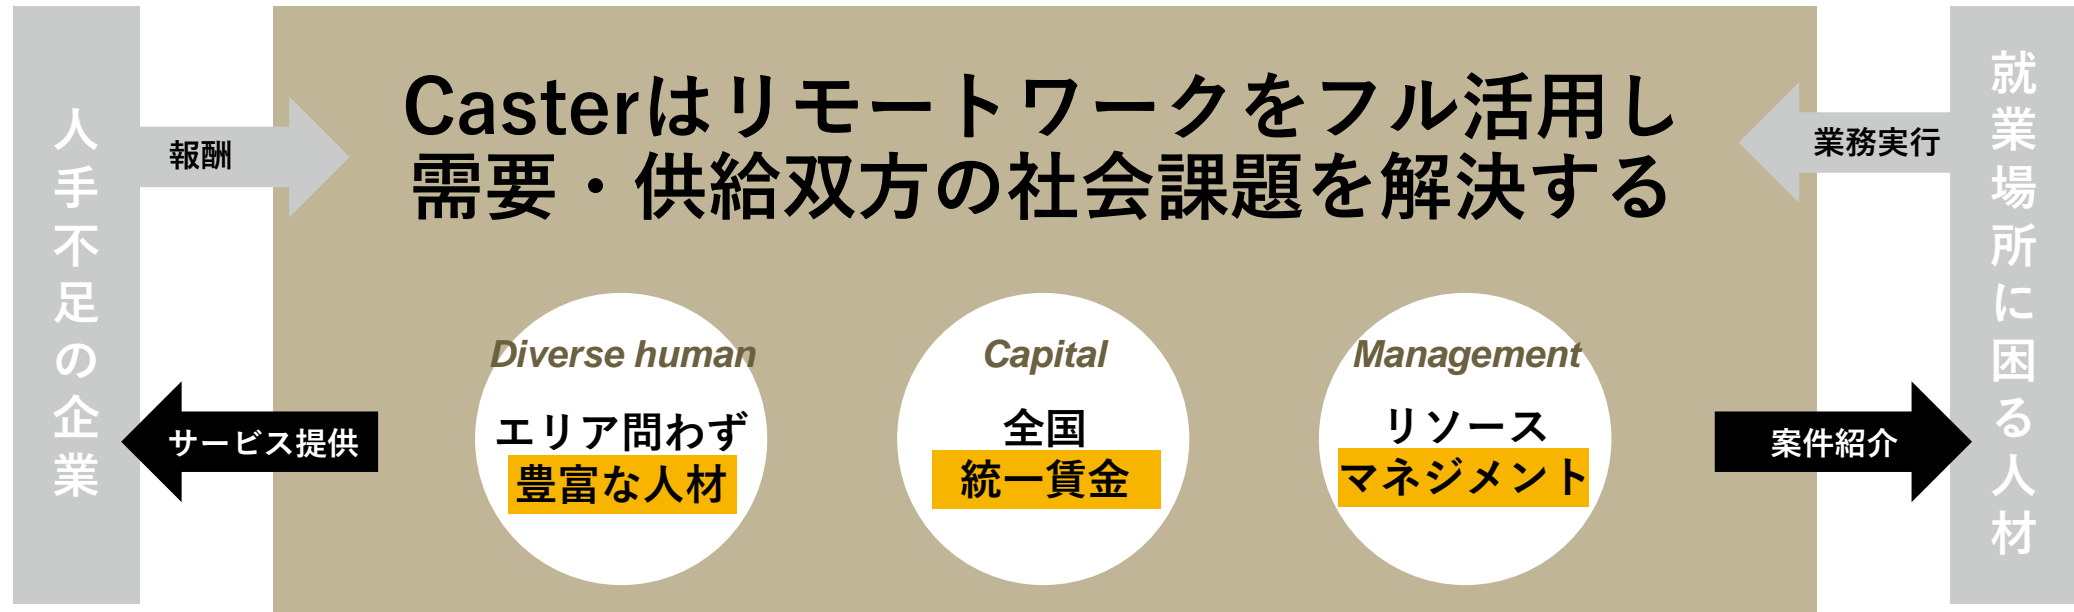 人手不足の企業
報酬
サービス提供
Casterはリモートワークをフル活用し
需要・供給双方の社会課題を解決する
Diverse human
エリア問わず
豊富な人材
Capital
全国
統一賃金
Management
リソース
マネジメント
業務実行
案件紹介
就業場所に困る人材